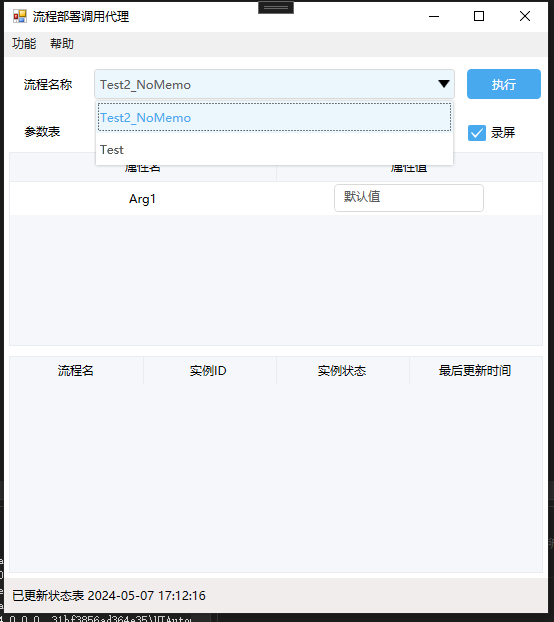 流程部署调用代理
功能 帮助
流程名称 Test2_NoMemo 执行
Test2_NoMemo
参数表 录屏
Test
属性名 属性值
Arg1 默认值
流程名 实例ID 实例状态 最后更新时间
已更新状态表 2024-05-07 17:12:16